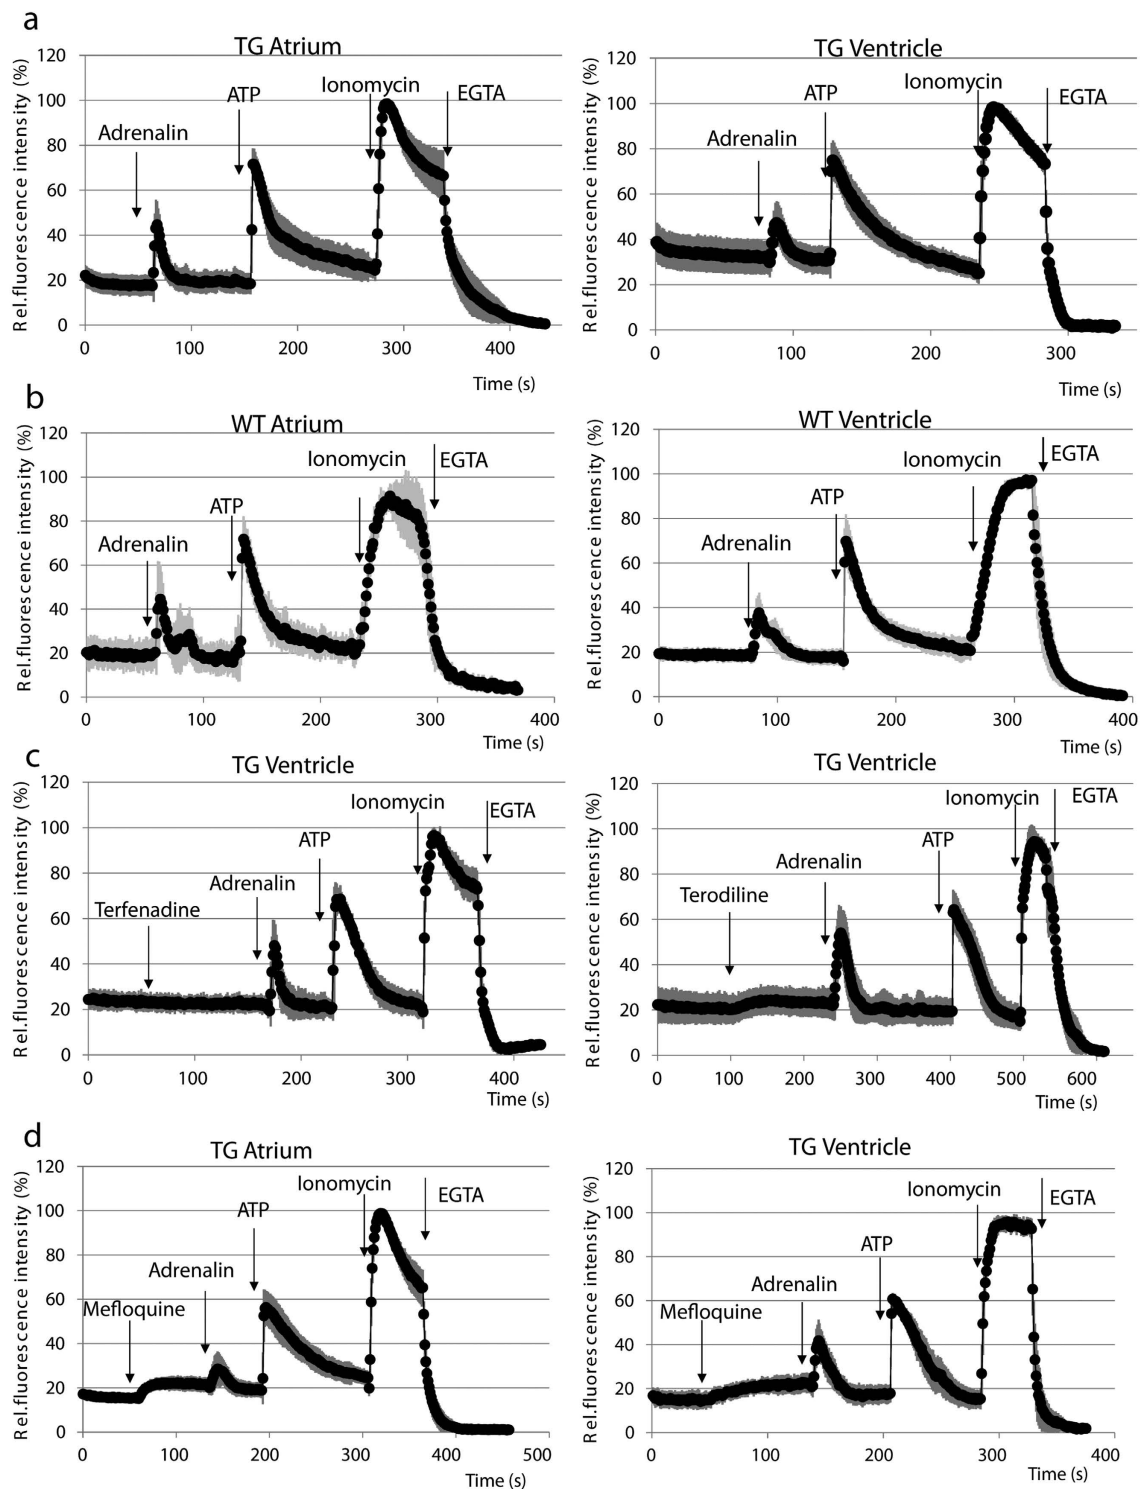 a
TG Atrium
Rel.fluorescence intensity (%)
120
100
80
60
40
20
0
Adrenalin
ATP
Ionomycin
EGTA
0 100 200 300 400
Time (s)
TG Ventricle
Rel.fluorescence intensity (%)
120
100
80
60
40
20
0
Adrenalin
ATP
Ionomycin
EGTA
0 100 200 300
Time (s)
b
WT Atrium
Rel.fluorescence intensity (%)
120
100
80
60
40
20
0
Adrenalin
ATP
Ionomycin
EGTA
0 100 200 300 400
Time (s)
WT Ventricle
Rel.fluorescence intensity (%)
120
100
80
60
40
20
0
Adrenalin
ATP
Ionomycin
EGTA
0 100 200 300 400
Time (s)
c
TG Ventricle
Rel.fluorescence intensity (%)
120
100
80
60
40
20
0
Terfenadine
Adrenalin
ATP
Ionomycin
EGTA
0 100 200 300 400
Time (s)
TG Ventricle
Rel.fluorescence intensity (%)
120
100
80
60
40
20
0
Terodiline
Adrenalin
ATP
Ionomycin
EGTA
0 100 200 300 400 500 600
Time (s)
d
TG Atrium
Rel.fluorescence intensity (%)
120
100
80
60
40
20
0
Mefloquine
Adrenalin
ATP
Ionomycin
EGTA
0 100 200 300 400 500
Time (s)
TG Ventricle
Rel.fluorescence intensity (%)
120
100
80
60
40
20
0
Mefloquine
Adrenalin
ATP
Ionomycin
EGTA
0 100 200 300 400
Time (s)